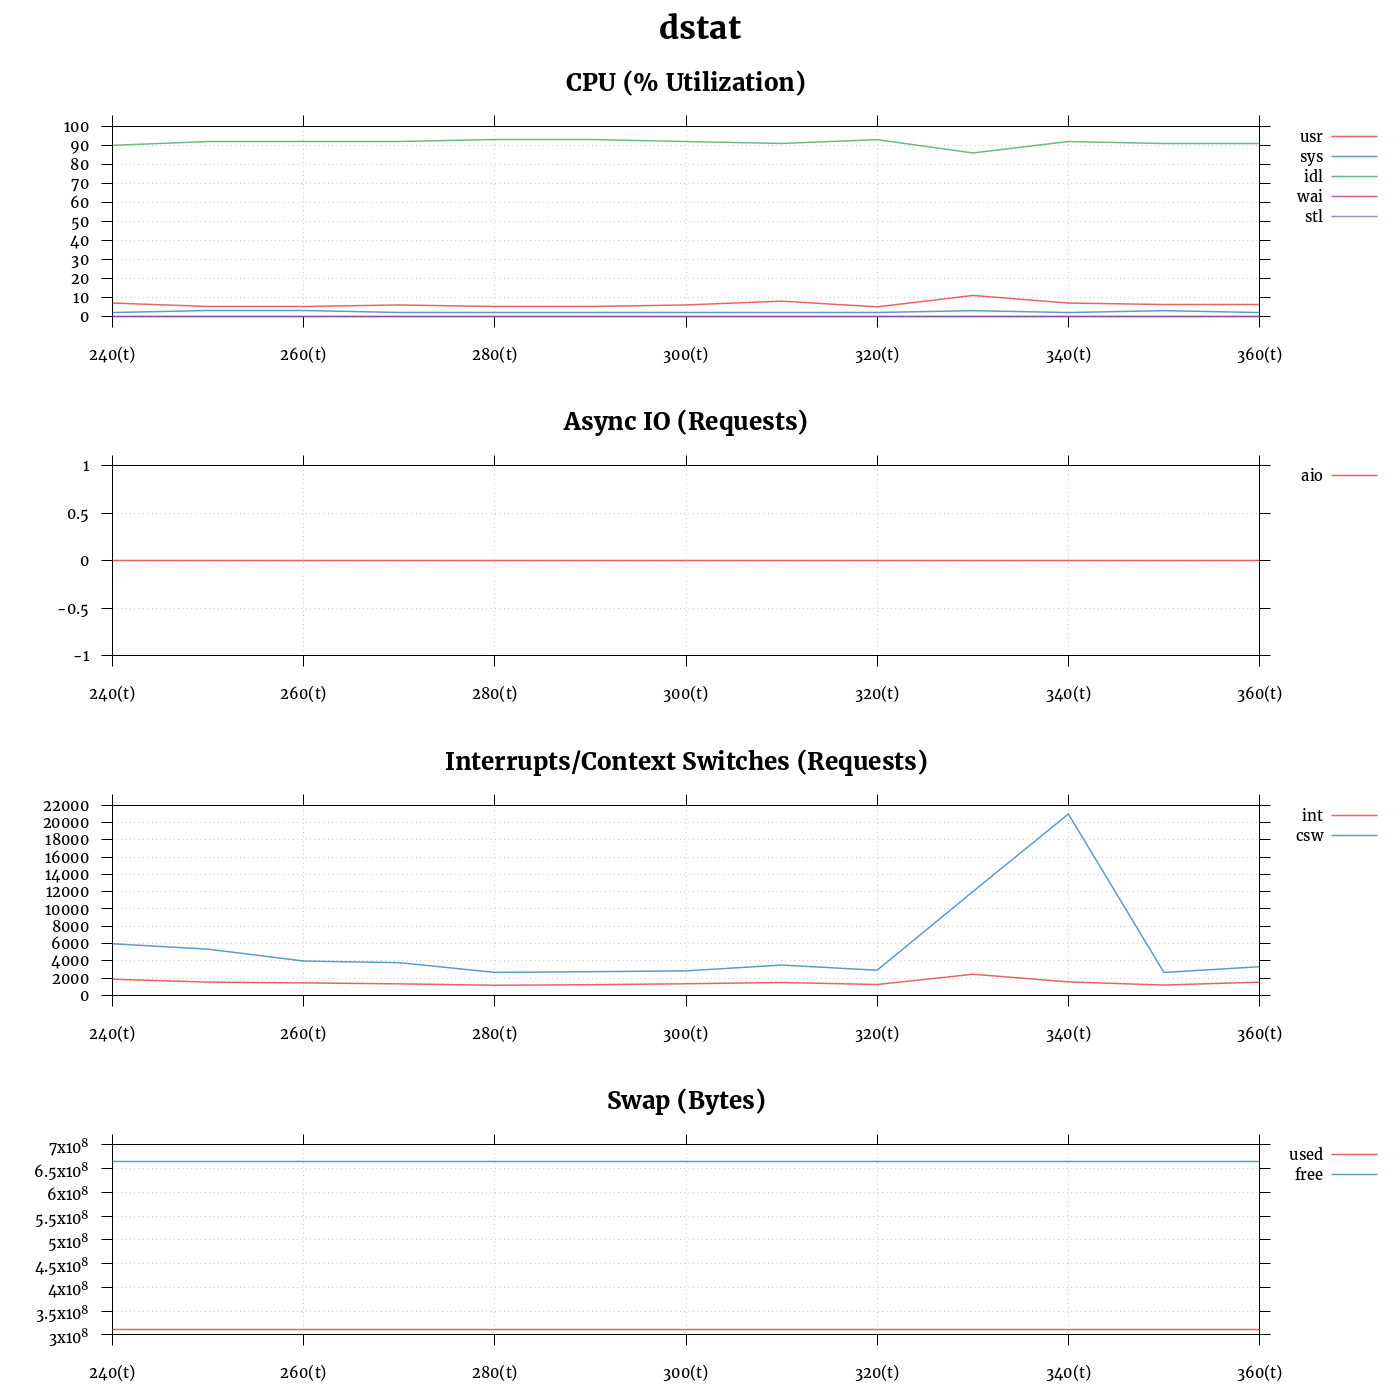 dstat
CPU (% Utilization)
100
90
80
70
60
50
40
30
20
10
0
240(t) 260(t) 280(t) 300(t) 320(t) 340(t) 360(t)
usr
sys
idl
wai
stl
Async IO (Requests)
1
0.5
0
-0.5
-1
240(t) 260(t) 280(t) 300(t) 320(t) 340(t) 360(t)
aio
Interrupts/Context Switches (Requests)
22000
20000
18000
16000
14000
12000
10000
8000
6000
4000
2000
0
240(t) 260(t) 280(t) 300(t) 320(t) 340(t) 360(t)
int
csw
Swap (Bytes)
7x10⁸
6.5x10⁸
6x10⁸
5.5x10⁸
5x10⁸
4.5x10⁸
4x10⁸
3.5x10⁸
3x10⁸
240(t) 260(t) 280(t) 300(t) 320(t) 340(t) 360(t)
used
free